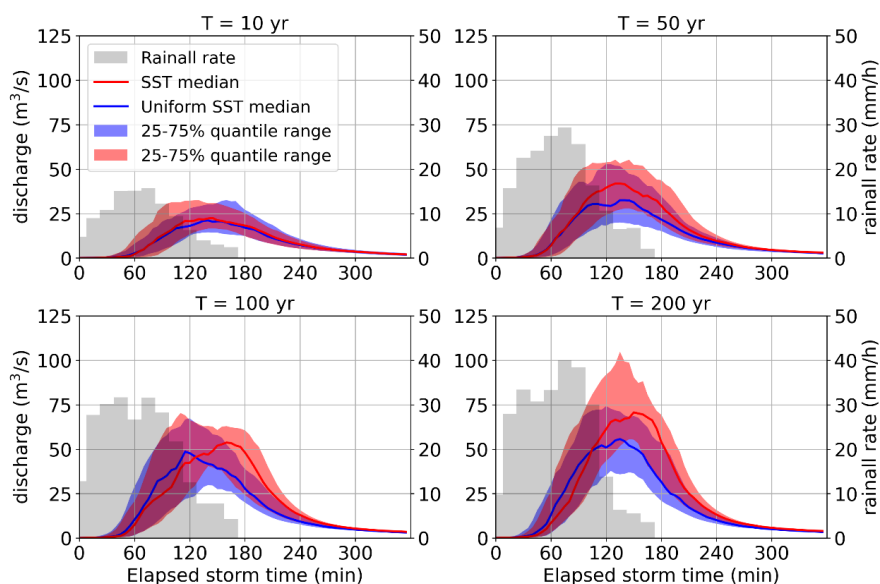 T = 10 yr
125
100
75
50
25
0
discharge (m³/s)
50
40
30
20
10
0
0 60 120 180 240 300
Rainall rate
SST median
Uniform SST median
25-75% quantile range
25-75% quantile range
T = 50 yr
125
100
75
50
25
0
50
40
30
20
10
0
rainall rate (mm/h)
0 60 120 180 240 300
T = 100 yr
125
100
75
50
25
0
discharge (m³/s)
50
40
30
20
10
0
0 60 120 180 240 300
Elapsed storm time (min)
T = 200 yr
125
100
75
50
25
0
50
40
30
20
10
0
rainall rate (mm/h)
0 60 120 180 240 300
Elapsed storm time (min)